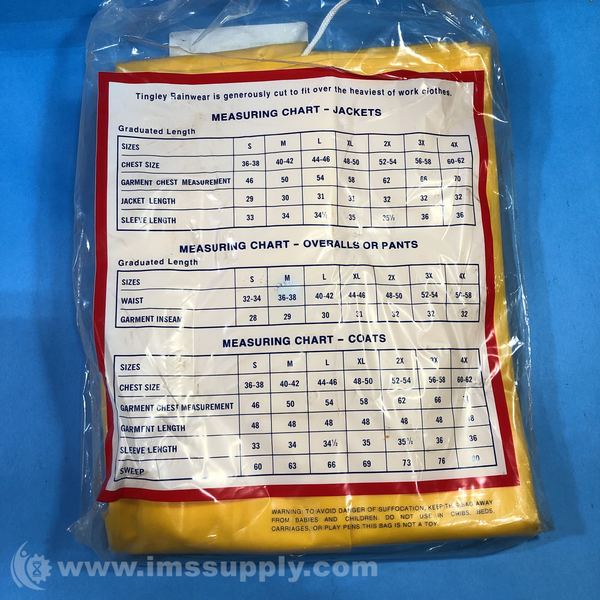 Tingley Rainwear is generously cut to fit over the heaviest of work clothes.
MEASURING CHART – JACKETS
Graduated Length
SIZES S M L XL 2X 3X 4X
CHEST SIZE 36-38 40-42 44-46 48-50 52-54 56-58 60-62
GARMENT CHEST MEASUREMENT 46 50 54 58 62 66 70
JACKET LENGTH 29 30 31 31 32 32 32
SLEEVE LENGTH 33 34 34½ 35 35½ 36 36
MEASURING CHART – OVERALLS OR PANTS
Graduated Length
SIZES S M L XL 2X 3X 4X
WAIST 32-34 36-38 40-42 44-46 48-50 52-54 56-58
GARMENT INSEAM 28 29 30 31 32 32 32
MEASURING CHART – COATS
SIZES S M L XL 2X 3X 4X
CHEST SIZE 36-38 40-42 44-46 48-50 52-54 56-58 60-62
GARMENT CHEST MEASUREMENT 46 50 54 58 62 66
GARMENT LENGTH 48 48 48 48 48 48 48
SLEEVE LENGTH 33 34 34½ 35 35½ 36 36
SWEEP 60 63 66 69 73 76 80
WARNING: TO AVOID DANGER OF SUFFOCATION, KEEP THIS BAG AWAY
FROM BABIES AND CHILDREN. DO NOT USE IN CRIBS, BEDS,
CARRIAGES, OR PLAY PENS. THIS BAG IS NOT A TOY.
www.imssupply.com/